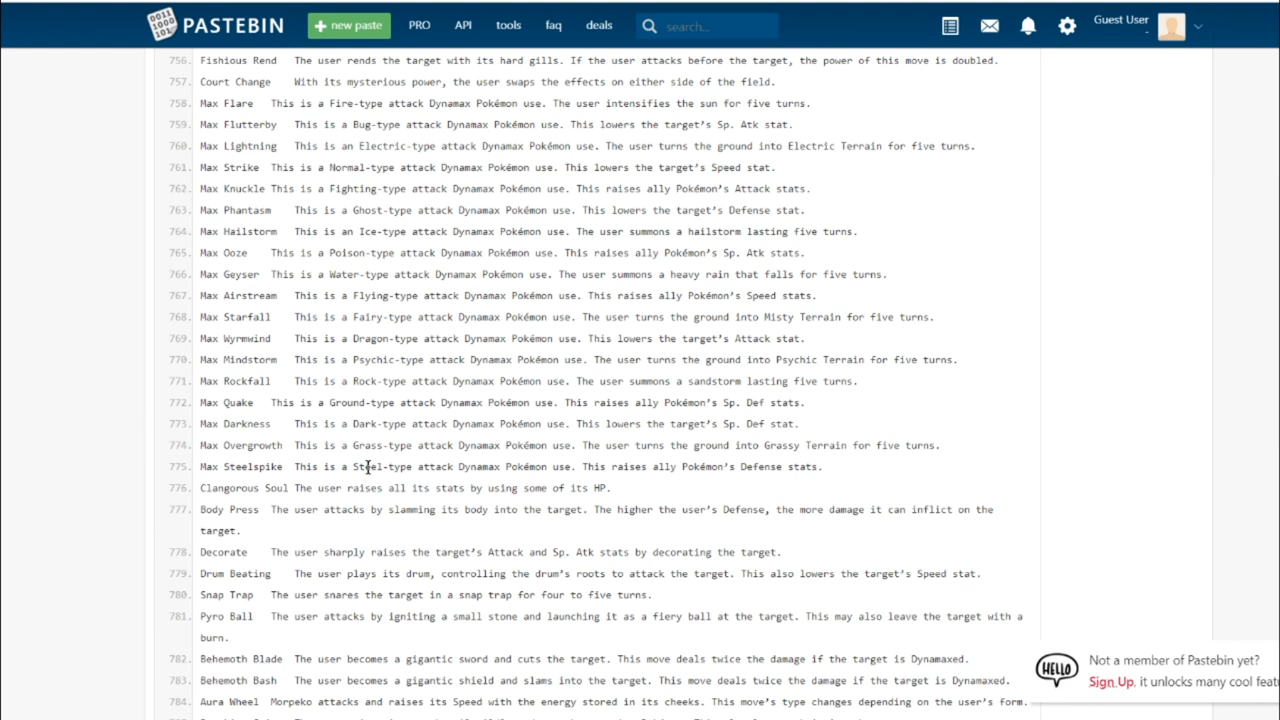 PASTEBIN + new paste PRO API tools faq deals search... Guest User
-
756. Fishious Rend The user rends the target with its hard gills. If the user attacks before the target, the power of this move is doubled.
757. Court Change With its mysterious power, the user swaps the effects on either side of the field.
758. Max Flare This is a Fire-type attack Dynamax Pokémon use. The user intensifies the sun for five turns.
759. Max Flutterby This is a Bug-type attack Dynamax Pokémon use. This lowers the target’s Sp. Atk stat.
760. Max Lightning This is an Electric-type attack Dynamax Pokémon use. The user turns the ground into Electric Terrain for five turns.
761. Max Strike This is a Normal-type attack Dynamax Pokémon use. This lowers the target’s Speed stat.
762. Max Knuckle This is a Fighting-type attack Dynamax Pokémon use. This raises ally Pokémon’s Attack stats.
763. Max Phantasm This is a Ghost-type attack Dynamax Pokémon use. This lowers the target’s Defense stat.
764. Max Hailstorm This is an Ice-type attack Dynamax Pokémon use. The user summons a hailstorm lasting five turns.
765. Max Ooze This is a Poison-type attack Dynamax Pokémon use. This raises ally Pokémon’s Sp. Atk stats.
766. Max Geyser This is a Water-type attack Dynamax Pokémon use. The user summons a heavy rain that falls for five turns.
767. Max Airstream This is a Flying-type attack Dynamax Pokémon use. This raises ally Pokémon’s Speed stats.
768. Max Starfall This is a Fairy-type attack Dynamax Pokémon use. The user turns the ground into Misty Terrain for five turns.
769. Max Wyrmwind This is a Dragon-type attack Dynamax Pokémon use. This lowers the target’s Attack stat.
770. Max Mindstorm This is a Psychic-type attack Dynamax Pokémon use. The user turns the ground into Psychic Terrain for five turns.
771. Max Rockfall This is a Rock-type attack Dynamax Pokémon use. The user summons a sandstorm lasting five turns.
772. Max Quake This is a Ground-type attack Dynamax Pokémon use. This raises ally Pokémon’s Sp. Def stats.
773. Max Darkness This is a Dark-type attack Dynamax Pokémon use. This lowers the target’s Sp. Def stat.
774. Max Overgrowth This is a Grass-type attack Dynamax Pokémon use. The user turns the ground into Grassy Terrain for five turns.
775. Max Steelspike This is a Steel-type attack Dynamax Pokémon use. This raises ally Pokémon’s Defense stats.
776. Clangorous Soul The user raises all its stats by using some of its HP.
777. Body Press The user attacks by slamming its body into the target. The higher the user’s Defense, the more damage it can inflict on the
target.
778. Decorate The user sharply raises the target’s Attack and Sp. Atk stats by decorating the target.
779. Drum Beating The user plays its drum, controlling the drum’s roots to attack the target. This also lowers the target’s Speed stat.
780. Snap Trap The user snares the target in a snap trap for four to five turns.
781. Pyro Ball The user attacks by igniting a small stone and launching it as a fiery ball at the target. This may also leave the target with a
burn.
782. Behemoth Blade The user becomes a gigantic sword and cuts the target. This move deals twice the damage if the target is Dynamaxed.
783. Behemoth Bash The user becomes a gigantic shield and slams into the target. This move deals twice the damage if the target is Dynamaxed.
784. Aura Wheel Morpeko attacks and raises its Speed with the energy stored in its cheeks. This move’s type changes depending on the user’s form.
HELLO
Not a member of Pastebin yet?
Sign Up, it unlocks many cool